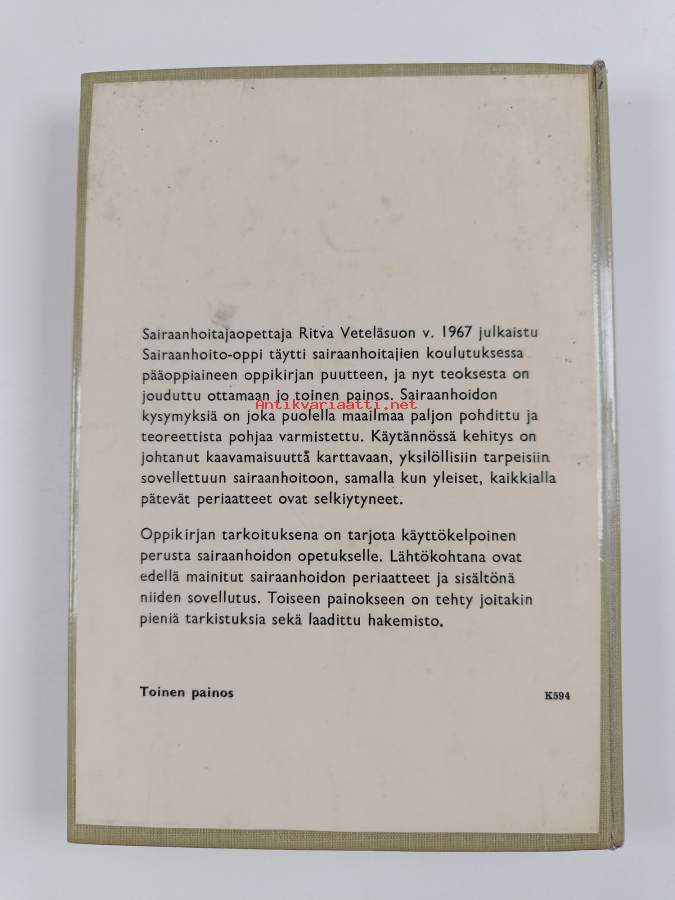 Sairaanhoitajaopettaja Ritva Veteläsuon v. 1967 julkaistu
Sairaanhoito-oppi täytti sairaanhoitajien koulutuksessa
pääoppiaineen oppikirjan puutteen, ja nyt teoksesta on
jouduttu ottamaan jo toinen painos. Sairaanhoidon
Antikvariaatti.net
kysymyksiä on joka puolella maailmaa paljon pohdittu ja
teoreettista pohjaa varmistettu. Käytännössä kehitys on
johtanut kaavamaisuutta karttavaan, yksilöllisiin tarpeisiin
sovellettuun sairaanhoitoon, samalla kun yleiset, kaikkialla
pätevät periaatteet ovat selkiytyneet.
Oppikirjan tarkoituksena on tarjota käyttökelpoinen
perusta sairaanhoidon opetukselle. Lähtökohtana ovat
edellä mainitut sairaanhoidon periaatteet ja sisältönä
niiden sovellutus. Toiseen painokseen on tehty joitakin
pieniä tarkistuksia sekä laadittu hakemisto.
Toinen painos
K594